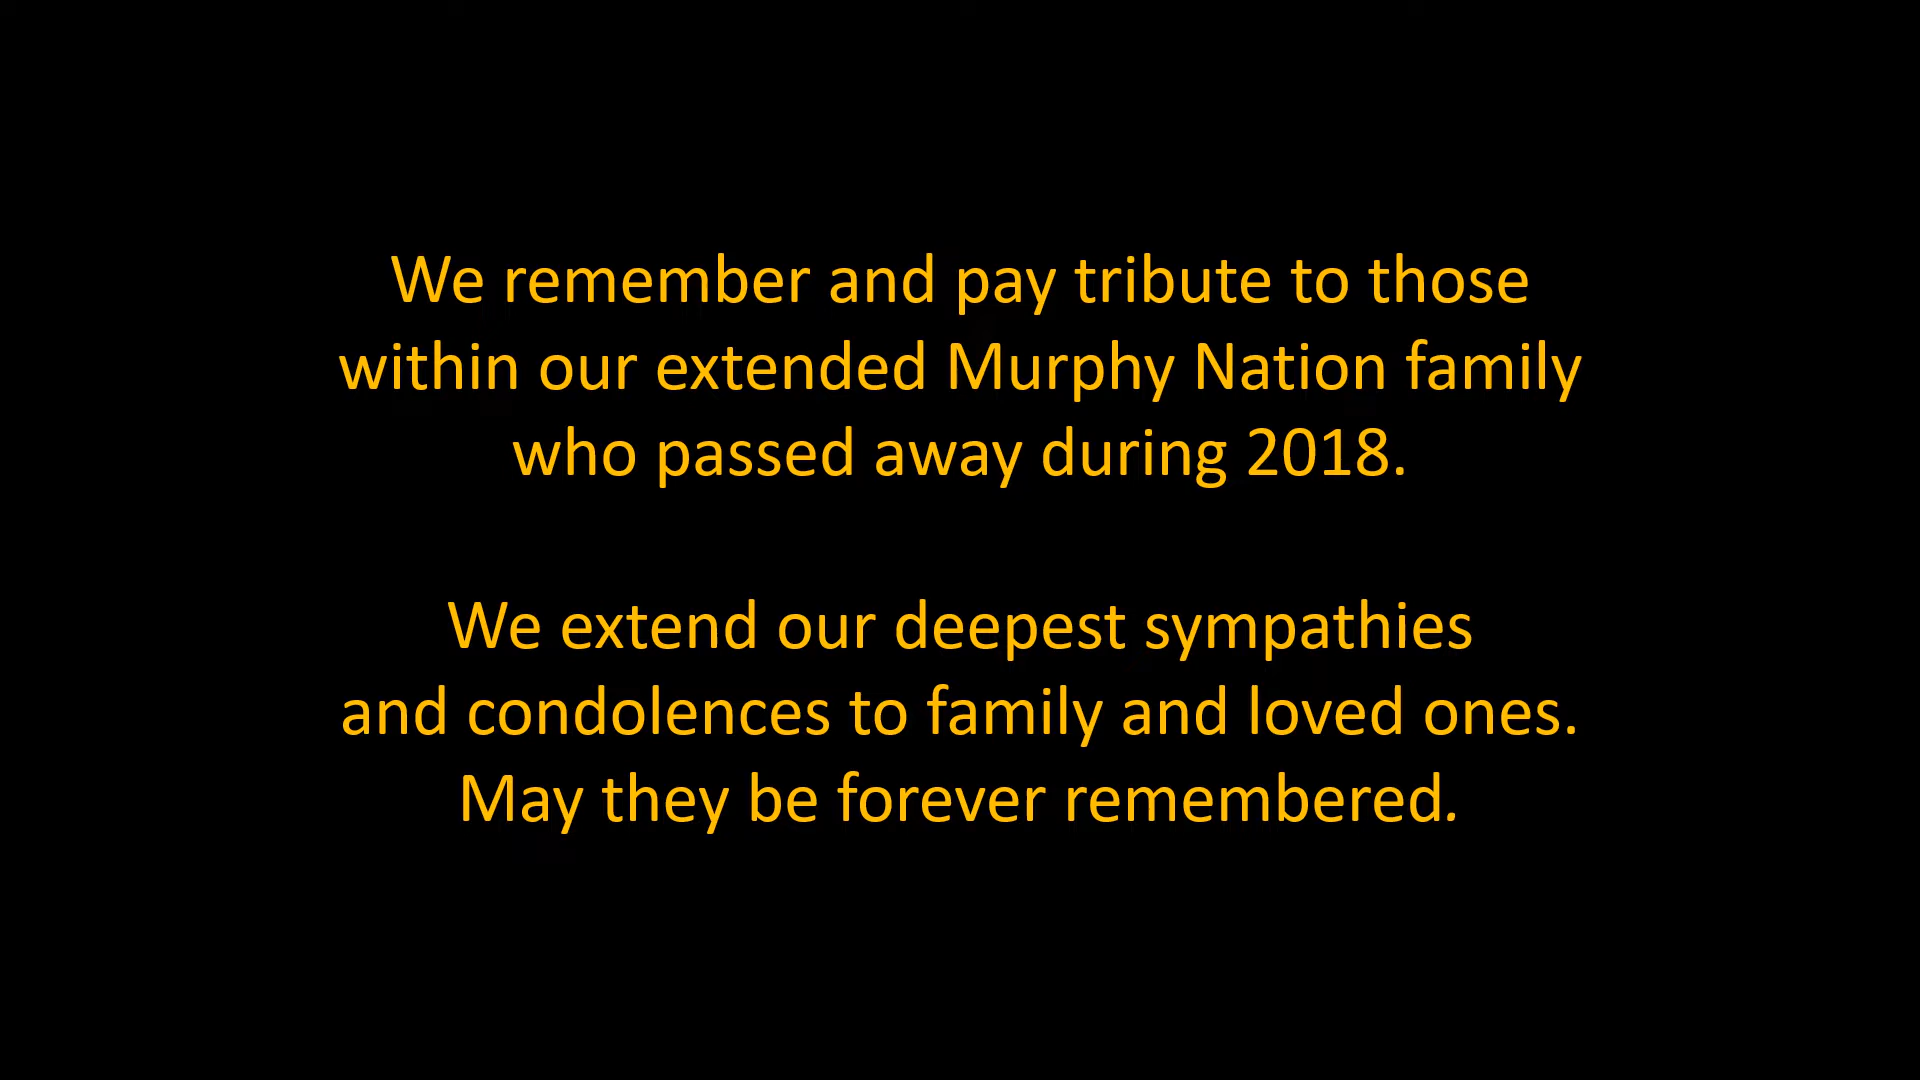 We remember and pay tribute to those
within our extended Murphy Nation family
who passed away during 2018.
We extend our deepest sympathies
and condolences to family and loved ones.
May they be forever remembered.